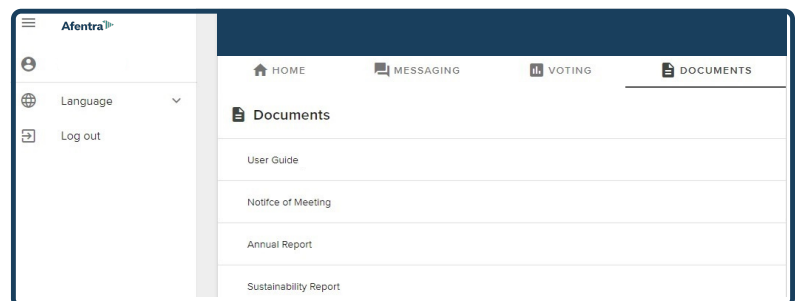 Afentra
Language
Log out
HOME MESSAGING VOTING DOCUMENTS
Documents
User Guide
Notifce of Meeting
Annual Report
Sustainability Report